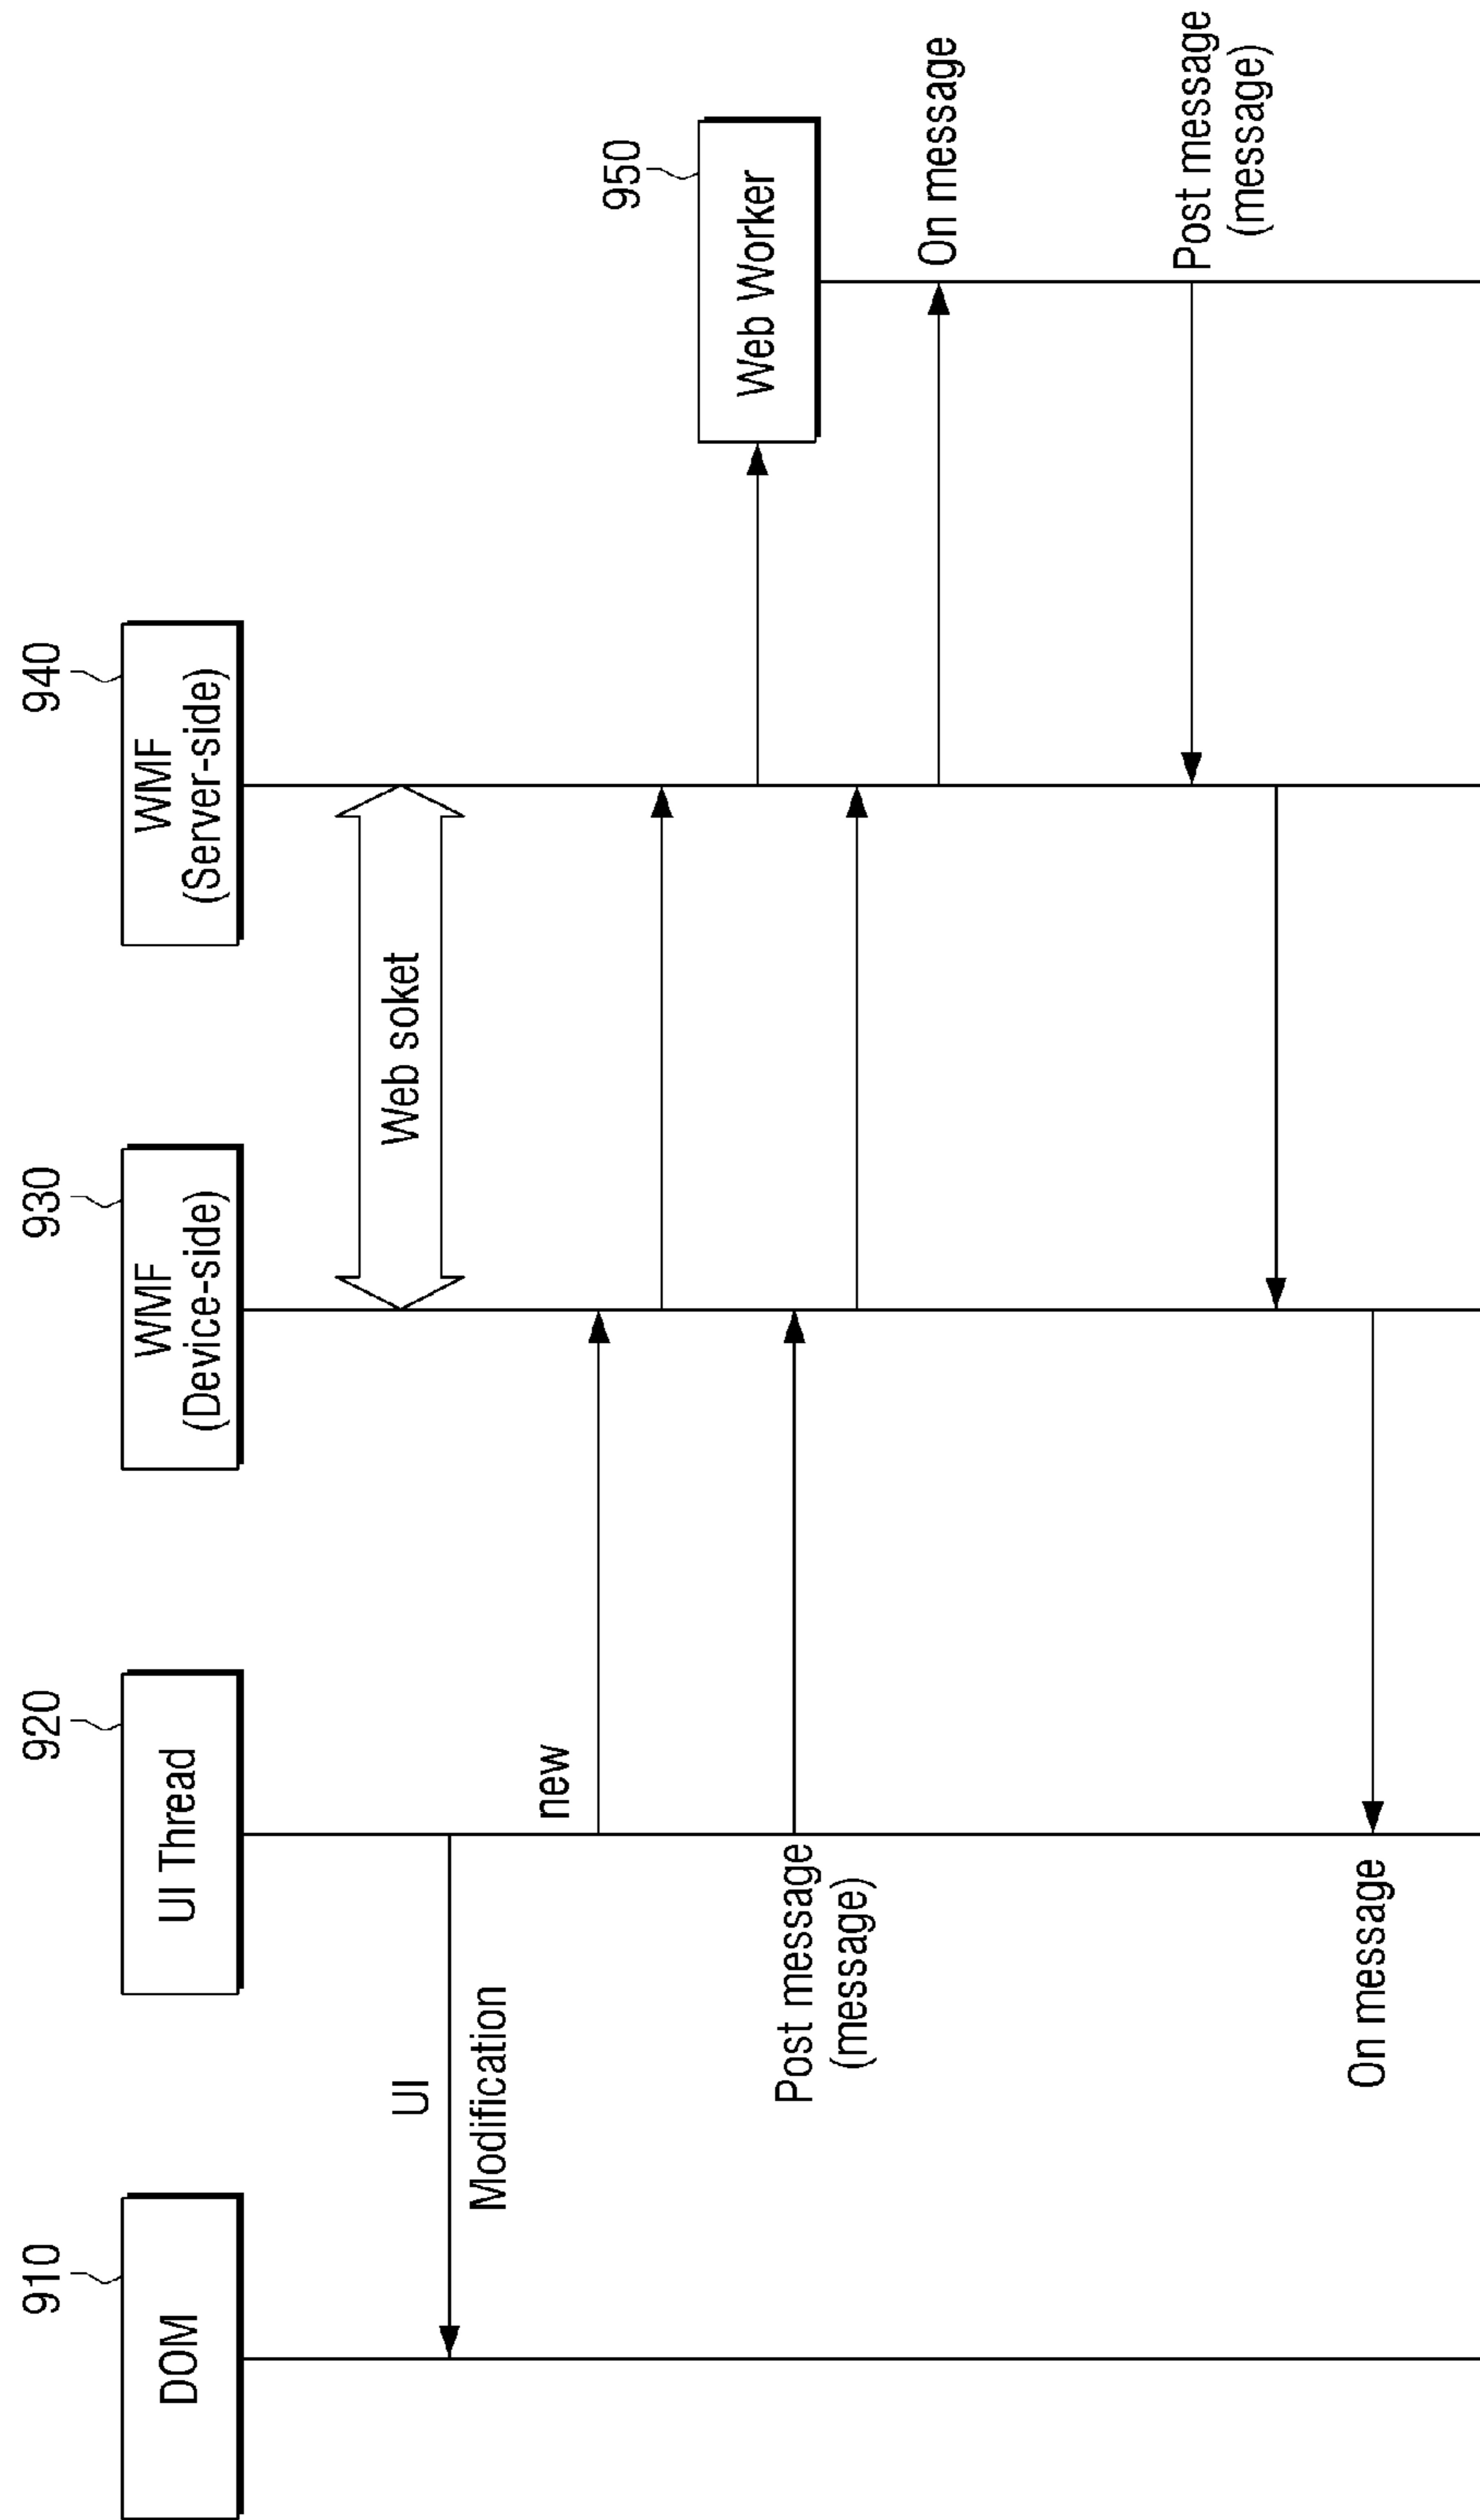 910
920
930
940
DOM
UI Thread
WMF
(Device-side)
WMF
(Server-side)
Web soket
UI
Modification
new
950
Web Worker
Post message
(message)
On message
Post message
(message)
On message